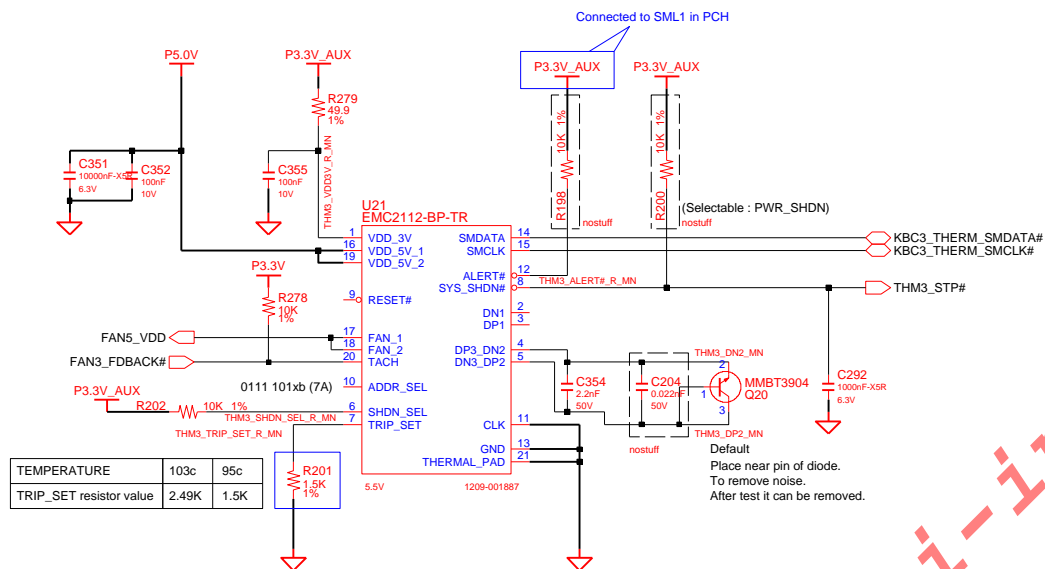 Connected to SML1 in PCH
P5.0V
P3.3V_AUX
P3.3V_AUX
P3.3V_AUX
R279
49.9
1%
THM3_VDD3V_R_MN
C351
10000nF-X5R
6.3V
C352
100nF
10V
C355
100nF
10V
10K 1%
R198
nostuff
10K 1%
R200
nostuff
(Selectable : PWR_SHDN)
U21
EMC2112-BP-TR
1 VDD_3V
16 VDD_5V_1
19 VDD_5V_2
9 RESET#
17 FAN_1
18 FAN_2
20 TACH
10 ADDR_SEL
6 SHDN_SEL
7 TRIP_SET
SMDATA 14
SMCLK 15
ALERT# 12
SYS_SHDN# 8
DN1 2
DP1 3
DP3_DN2 4
DN3_DP2 5
CLK 11
GND 13
THERMAL_PAD 21
5.5V
1209-001887
KBC3_THERM_SMDATA#
KBC3_THERM_SMCLK#
THM3_ALERT#_R_MN
THM3_STP#
P3.3V
R278
10K
1%
FAN5_VDD
FAN3_FDBACK#
0111 101xb (7A)
P3.3V_AUX
R202
10K 1%
THM3_SHDN_SEL_R_MN
THM3_TRIP_SET_R_MN
R201
1.5K
1%
C354
2.2nF
50V
C204
0.022nF
50V
nostuff
THM3_DN2_MN
2
1
3
MMBT3904
Q20
THM3_DP2_MN
C292
1000nF-X5R
6.3V
Default
Place near pin of diode.
To remove noise.
After test it can be removed.
TEMPERATURE 103c 95c
TRIP_SET resistor value 2.49K 1.5K